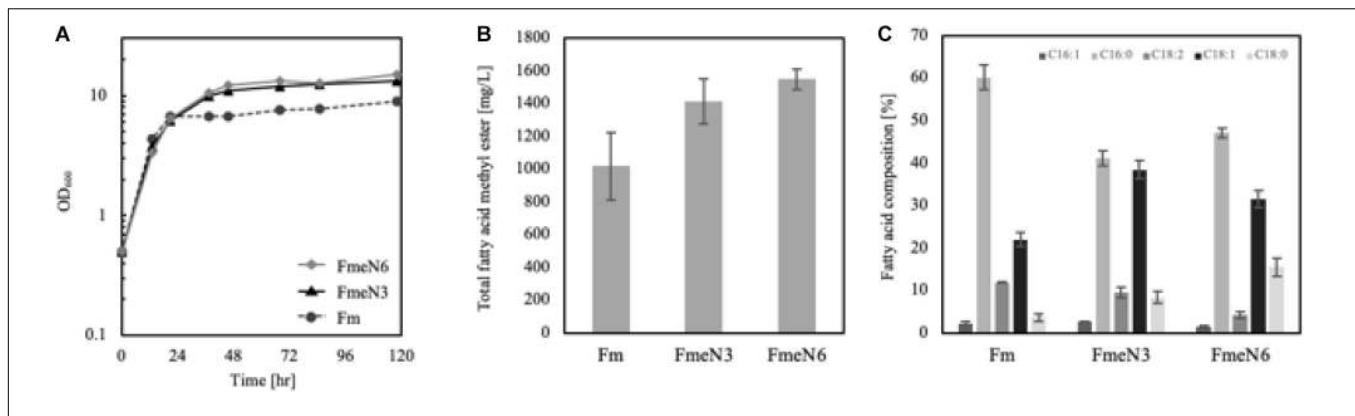 A
OD600
10
1
0.1
FmeN6
FmeN3
Fm
0 24 48 72 96 120
Time [hr]
B
Total fatty acid methyl ester [mg/L]
1800
1600
1400
1200
1000
800
600
400
200
0
Fm FmeN3 FmeN6
C
Fatty acid composition [%]
70
60
50
40
30
20
10
0
C16:1 C16:0 C18:2 C18:1 C18:0
Fm FmeN3 FmeN6